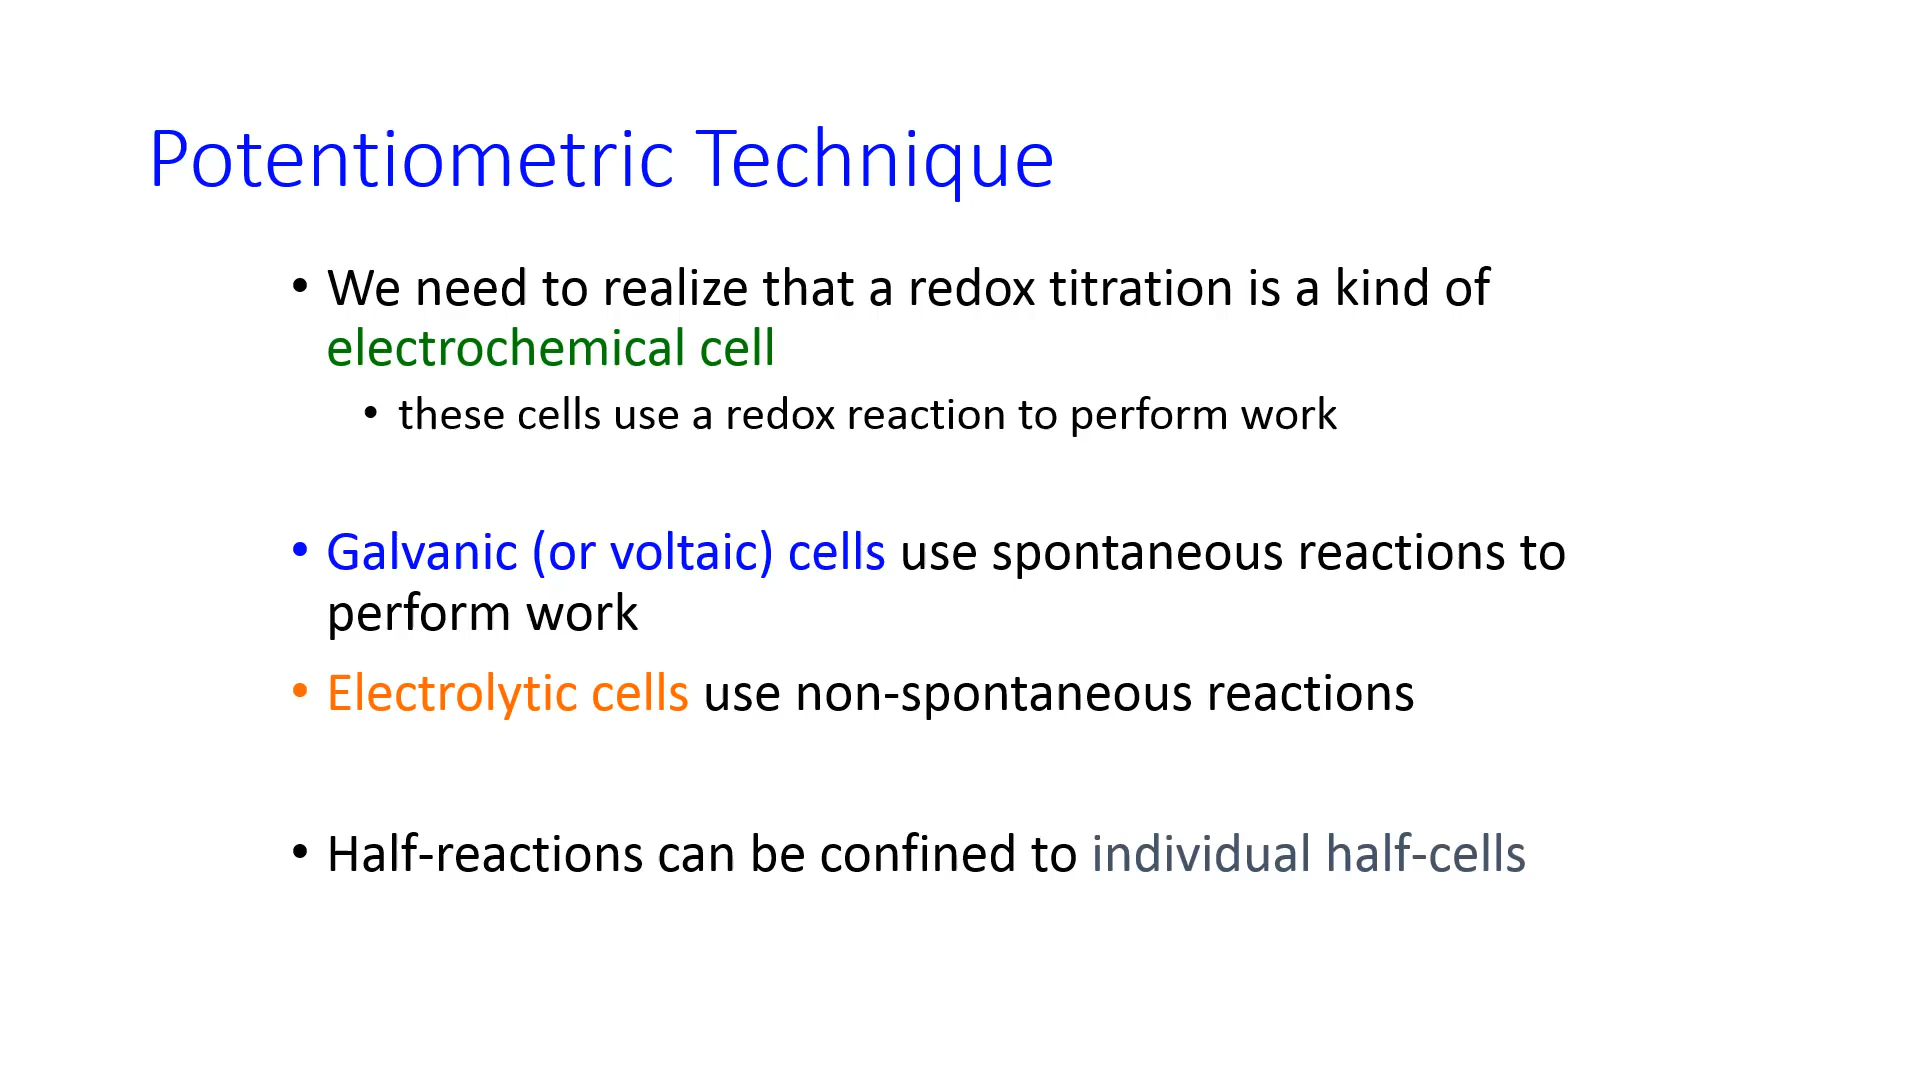 Potentiometric Technique
• We need to realize that a redox titration is a kind of
electrochemical cell
• these cells use a redox reaction to perform work
• Galvanic (or voltaic) cells use spontaneous reactions to
perform work
• Electrolytic cells use non-spontaneous reactions
• Half-reactions can be confined to individual half-cells